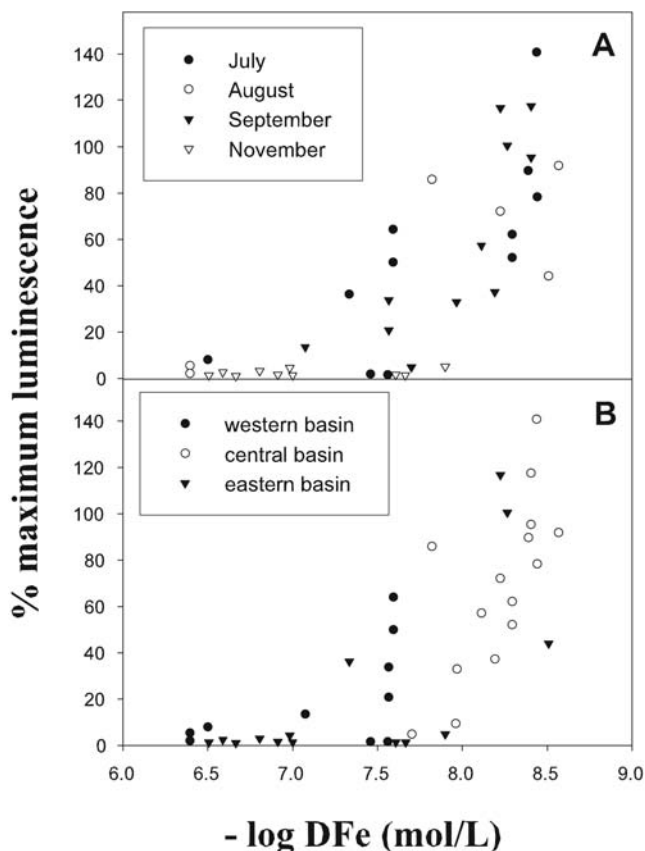 % maximum luminescence
A
July
August
September
November
140
120
100
80
60
40
20
0
B
western basin
central basin
eastern basin
140
120
100
80
60
40
20
0
6.0 6.5 7.0 7.5 8.0 8.5 9.0
- log DFe (mol/L)